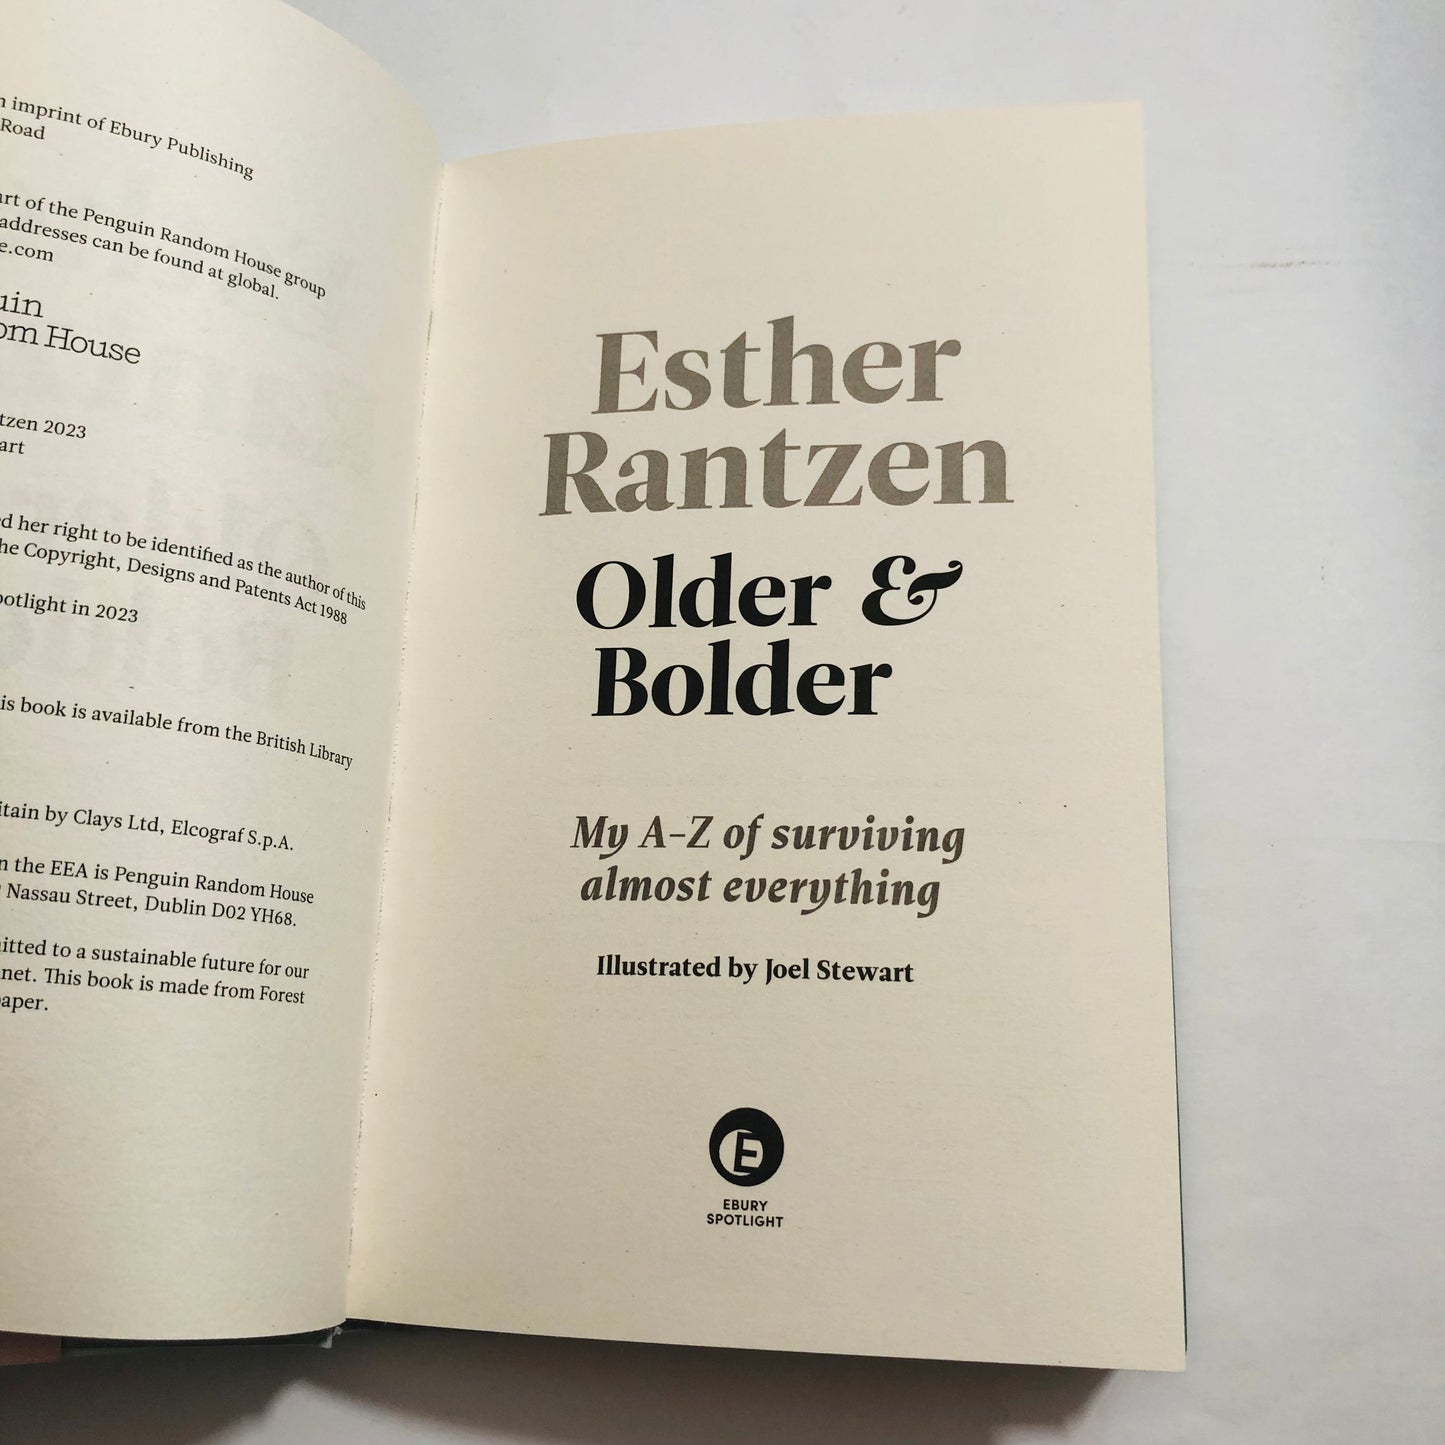 imprint of Ebury Publishing
Road
of the Penguin Random House group
addresses can be found at global.
e.com
om House
tzen 2023
art
d her right to be identified as the author of this
he Copyright, Designs and Patents Act 1988
potlight in 2023
is book is available from the British Library
itain by Clays Ltd, Elcograf S.p.A.
n the EEA is Penguin Random House
Nassau Street, Dublin D02 YH68.
itted to a sustainable future for our
net. This book is made from Forest
aper.
Esther
Rantzen
Older &
Bolder
My A–Z of surviving
almost everything
Illustrated by Joel Stewart
E
EBURY
SPOTLIGHT